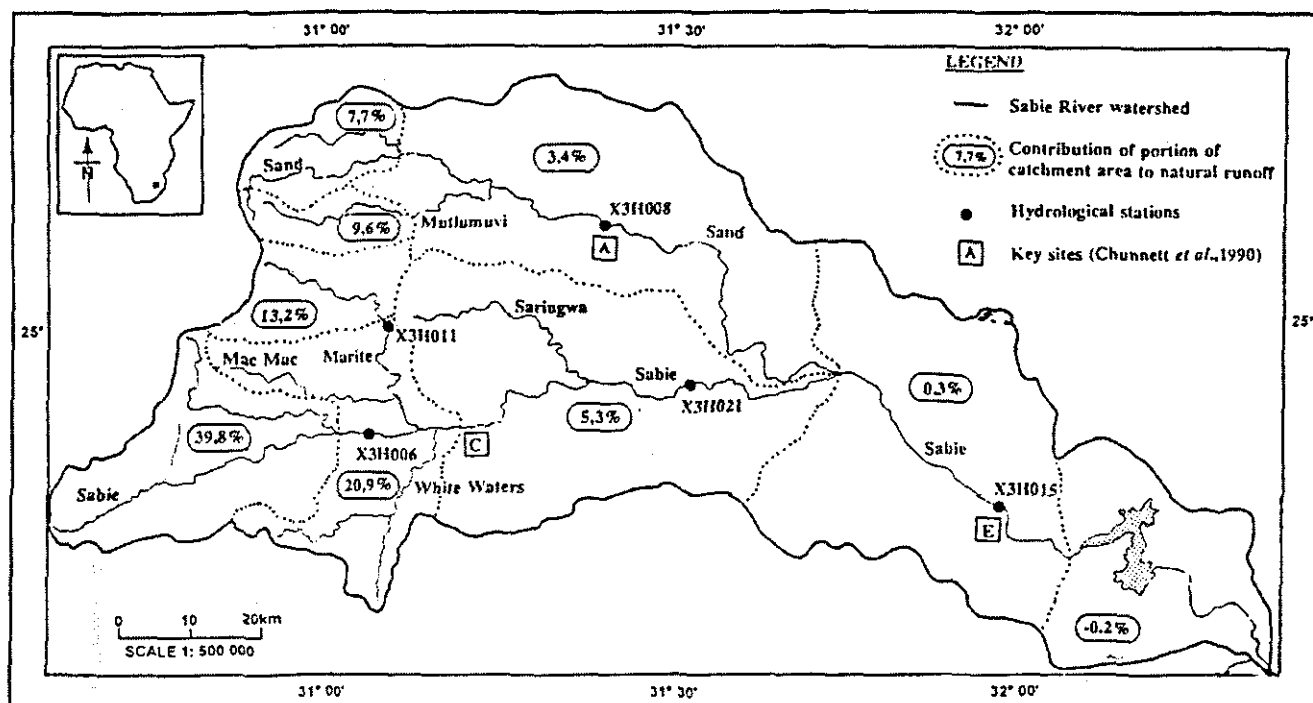 31° 00'
31° 30'
32° 00'
LEGEND
Sabie River watershed
7,7%
Contribution of portion of
catchment area to natural runoff
Hydrological stations
A
Key sites (Chunnett et al.,1990)
N
7,7%
3,4%
Sand
X3H008
9,6%
Mutlumuvi
A
Sand
25°
25°
13,2%
Saringwa
X3H011
Mac Mac
Marite
Sabie
X3H021
0.3%
5,3%
39,8%
C
X3H006
Sabie
X3H015
20,9%
White Waters
Sabie
E
0 10 20km
SCALE 1: 500 000
-0.2%
31° 00'
31° 30'
32° 00'